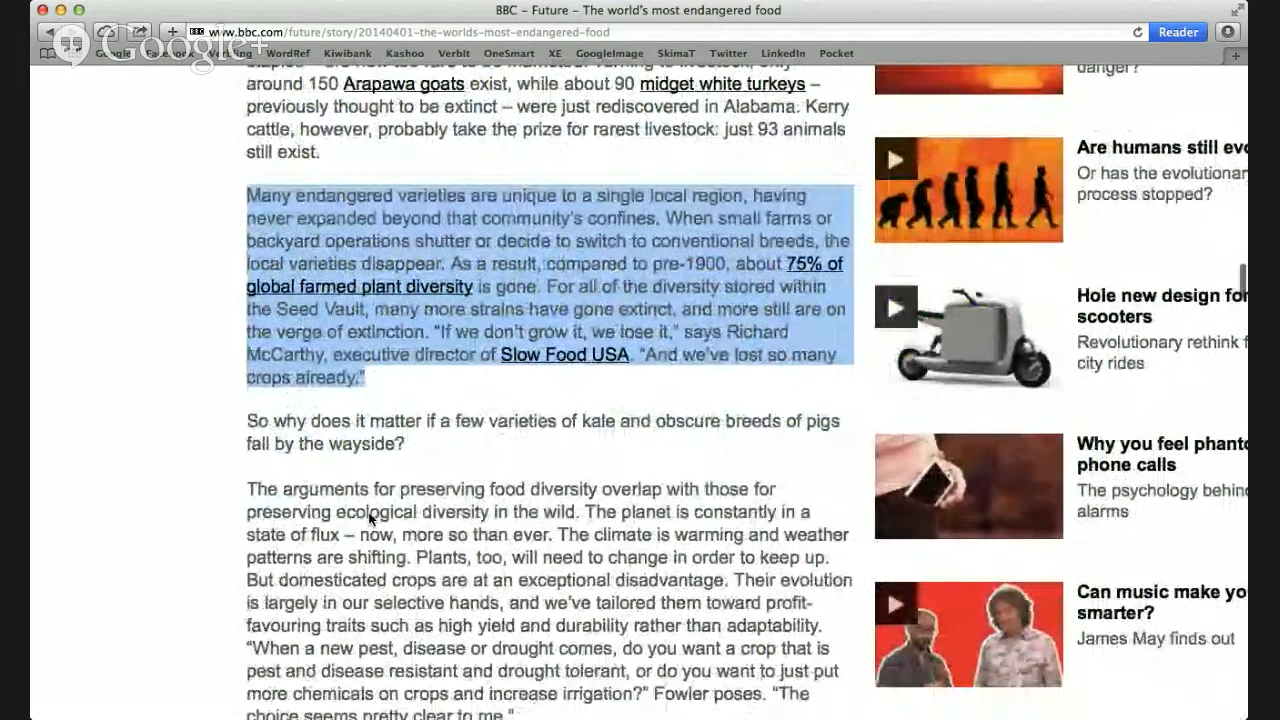 BBC – Future – The world's most endangered food
Google+
www.bbc.com/future/story/20140401-the-worlds-most-endangered-food
Reader
WordRef Kiwibank Kashoo VerbIt OneSmart XE GoogleImage SkimaT Twitter LinkedIn Pocket
around 150 Arapawa goats exist, while about 90 midget white turkeys –
previously thought to be extinct – were just rediscovered in Alabama. Kerry
cattle, however, probably take the prize for rarest livestock: just 93 animals
still exist.
Many endangered varieties are unique to a single local region, having
never expanded beyond that community's confines. When small farms or
backyard operations shutter or decide to switch to conventional breeds, the
local varieties disappear. As a result, compared to pre-1900, about 75% of
global farmed plant diversity is gone. For all of the diversity stored within
the Seed Vault, many more strains have gone extinct, and more still are on
the verge of extinction. "If we don't grow it, we lose it," says Richard
McCarthy, executive director of Slow Food USA. "And we've lost so many
crops already."
So why does it matter if a few varieties of kale and obscure breeds of pigs
fall by the wayside?
The arguments for preserving food diversity overlap with those for
preserving ecological diversity in the wild. The planet is constantly in a
state of flux – now, more so than ever. The climate is warming and weather
patterns are shifting. Plants, too, will need to change in order to keep up.
But domesticated crops are at an exceptional disadvantage. Their evolution
is largely in our selective hands, and we've tailored them toward profit-
favouring traits such as high yield and durability rather than adaptability.
"When a new pest, disease or drought comes, do you want a crop that is
pest and disease resistant and drought tolerant, or do you want to just put
more chemicals on crops and increase irrigation?" Fowler poses. "The
choice seems pretty clear to me."
danger?
Are humans still evo
Or has the evolutionar
process stopped?
Hole new design for
scooters
Revolutionary rethink f
city rides
Why you feel phanto
phone calls
The psychology behin
alarms
Can music make yo
smarter?
James May finds out